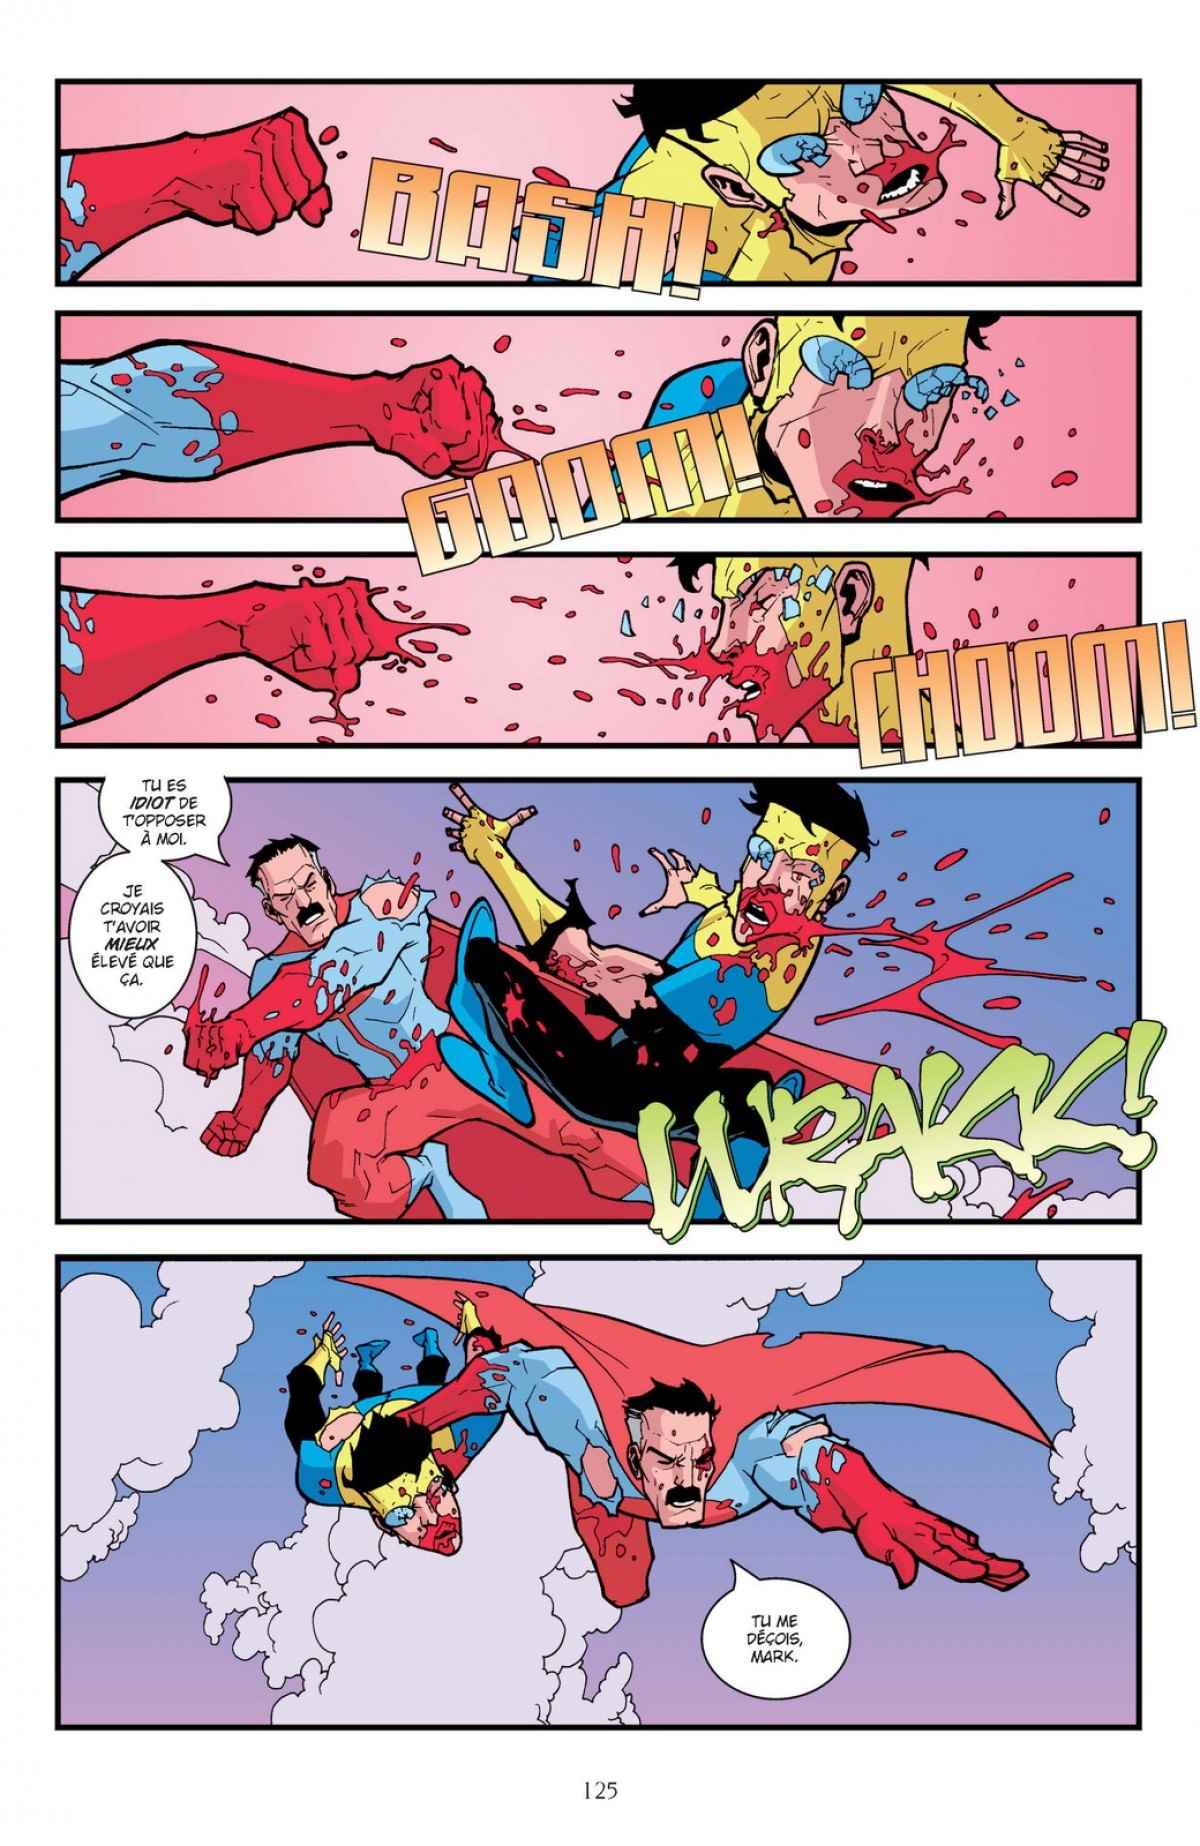 BASH!
GOOM!
CHOOM!
TU ES
IDIOT DE
T'OPPOSER
À MOI.
JE
CROYAIS
T'AVOIR
MIEUX
ÉLEVÉ QUE
ÇA.
WRAKK!
TU ME
DÉÇOIS,
MARK.
125